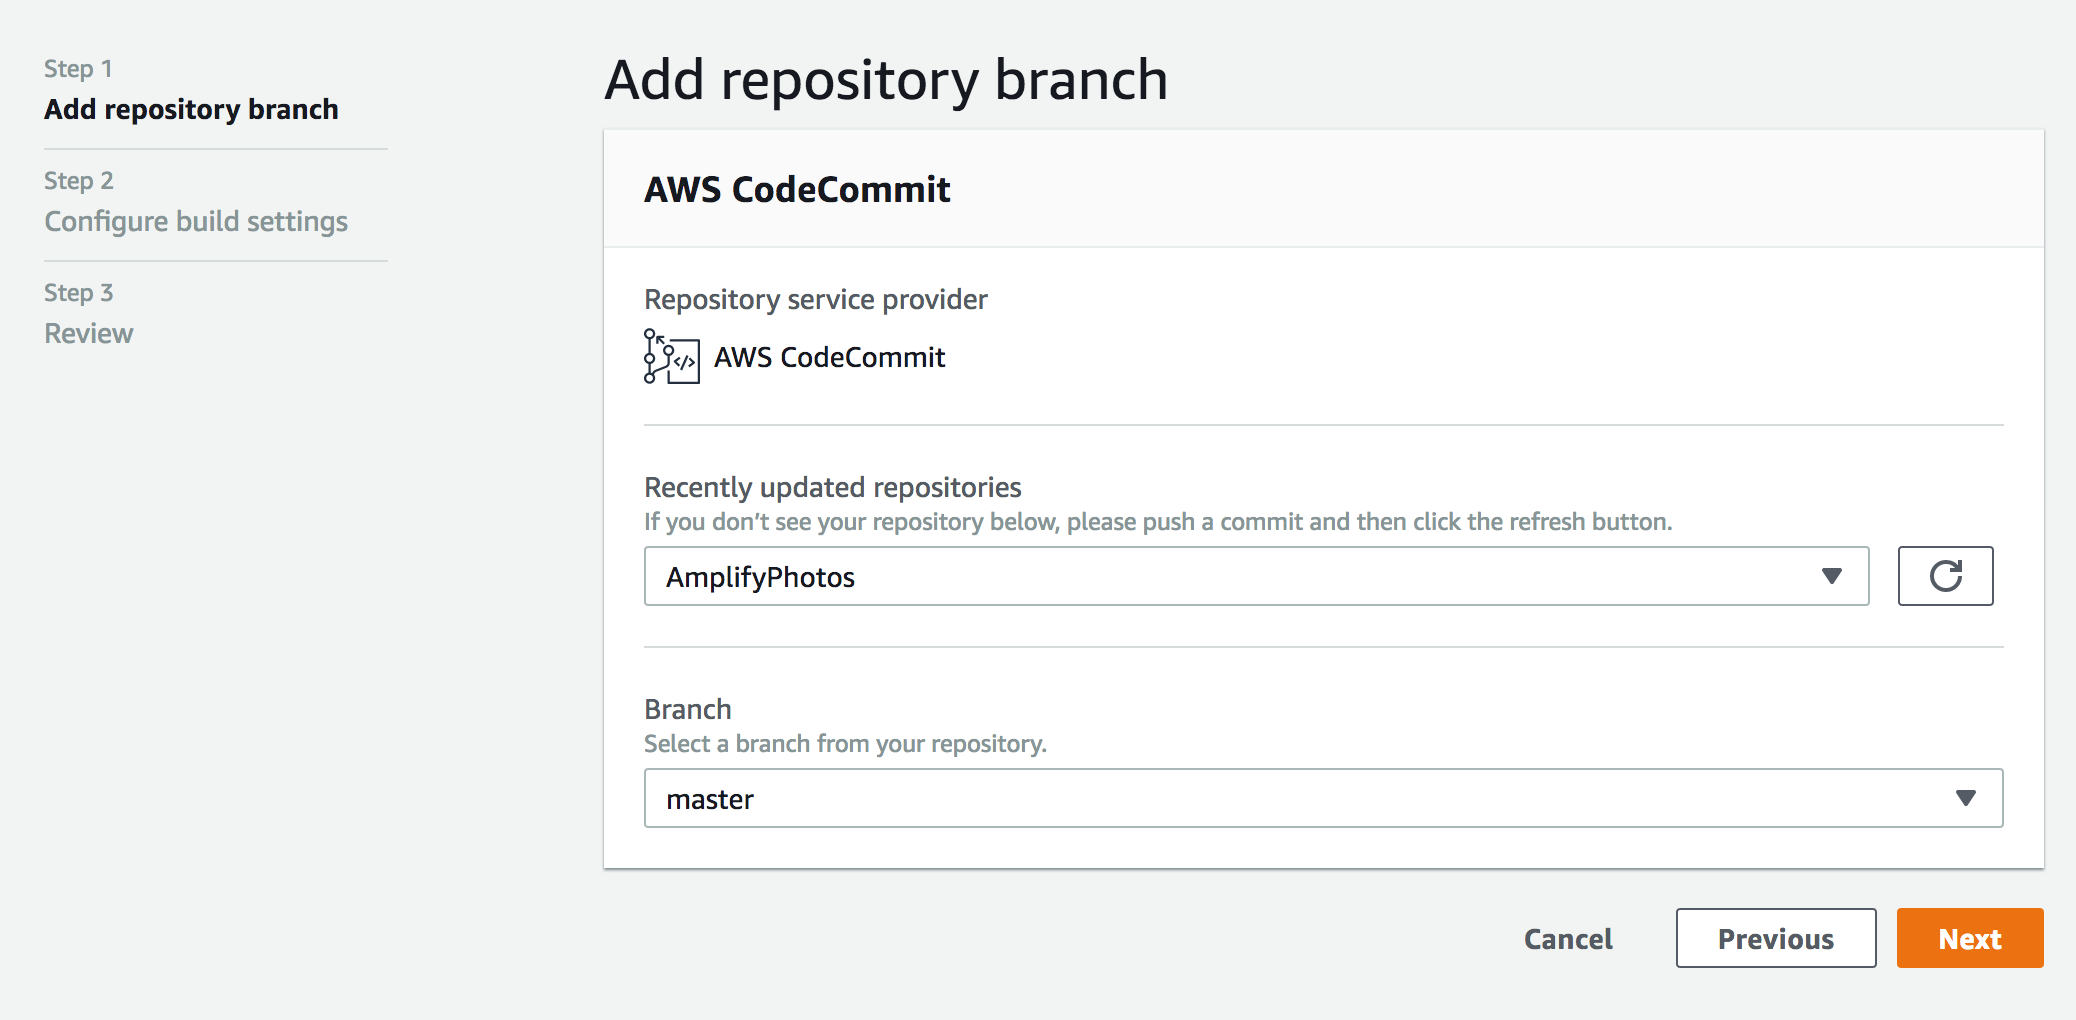 Step 1
Add repository branch
Step 2
Configure build settings
Step 3
Review
Add repository branch
AWS CodeCommit
Repository service provider
</>
AWS CodeCommit
Recently updated repositories
If you don't see your repository below, please push a commit and then click the refresh button.
AmplifyPhotos
Branch
Select a branch from your repository.
master
Cancel
Previous
Next